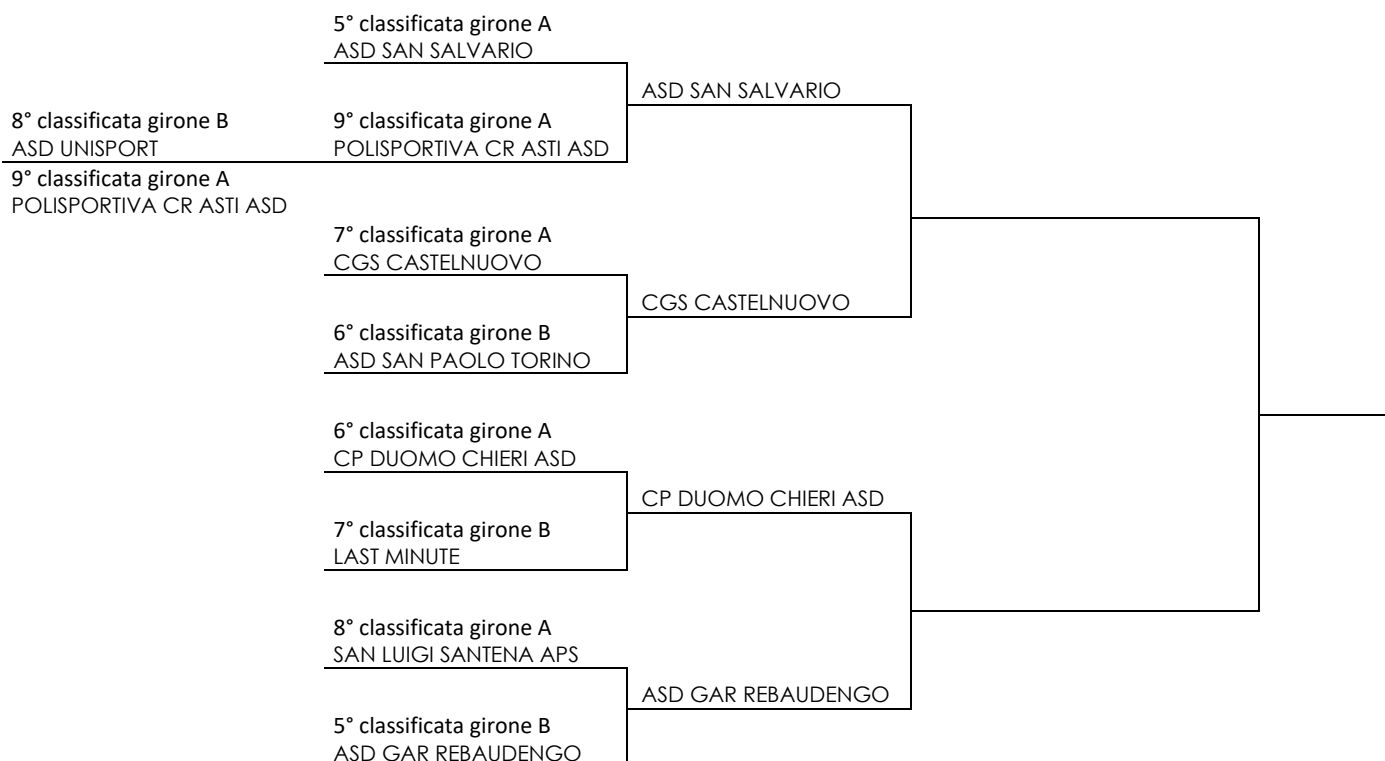 5° classificata girone A
ASD SAN SALVARIO
ASD SAN SALVARIO
8° classificata girone B
ASD UNISPORT
9° classificata girone A
POLISPORTIVA CR ASTI ASD
9° classificata girone A
POLISPORTIVA CR ASTI ASD
7° classificata girone A
CGS CASTELNUOVO
CGS CASTELNUOVO
6° classificata girone B
ASD SAN PAOLO TORINO
6° classificata girone A
CP DUOMO CHIERI ASD
CP DUOMO CHIERI ASD
7° classificata girone B
LAST MINUTE
8° classificata girone A
SAN LUIGI SANTENA APS
ASD GAR REBAUDENGO
5° classificata girone B
ASD GAR REBAUDENGO